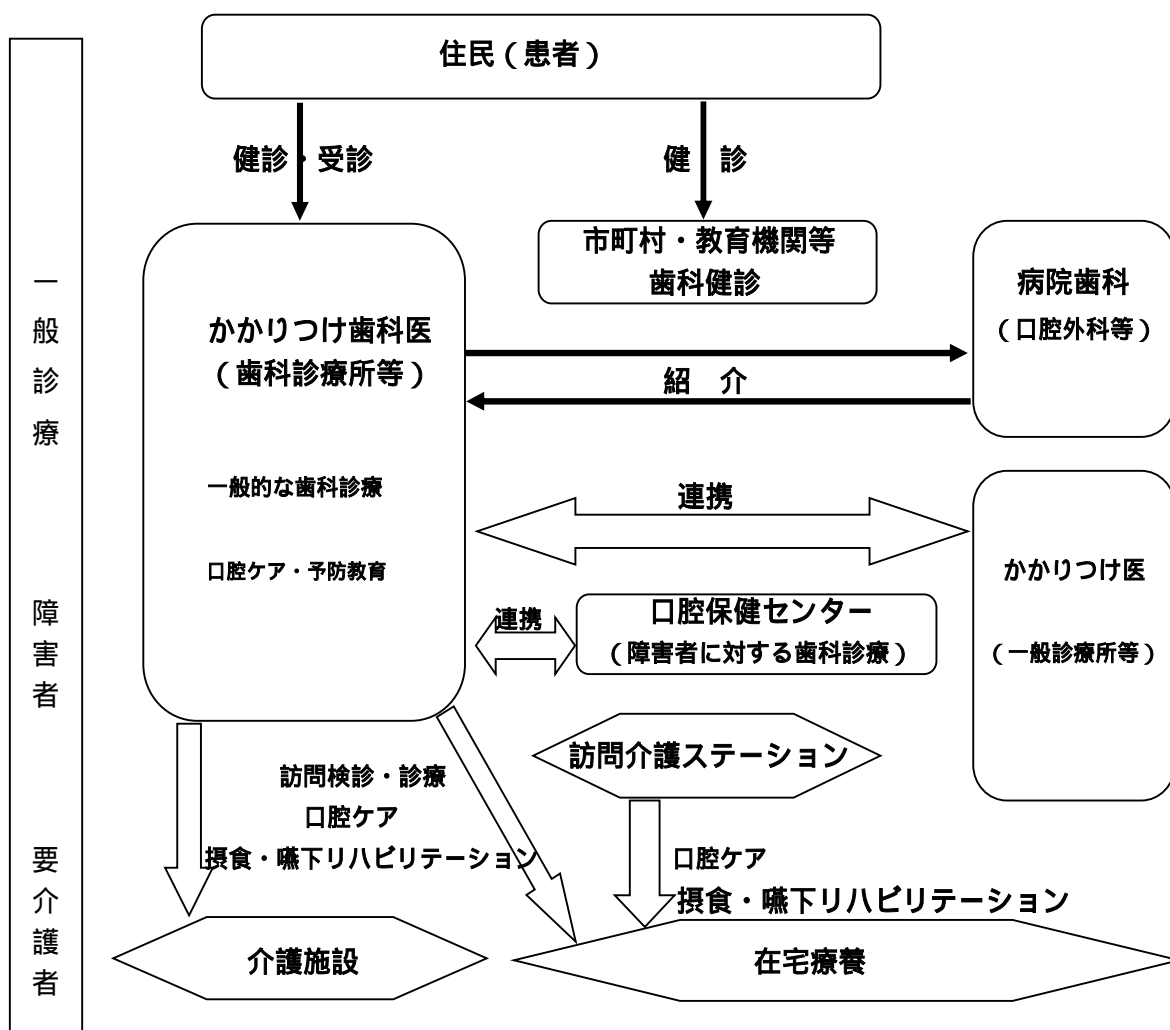 住民（患者）
健診・受診
健　診
市町村・教育機関等
歯科健診
病院歯科
（口腔外科等）
かかりつけ歯科医
（歯科診療所等）
紹　介
一般的な歯科診療
口腔ケア・予防教育
連携
かかりつけ医
（一般診療所等）
連携
口腔保健センター
（障害者に対する歯科診療）
訪問介護ステーション
訪問検診・診療
口腔ケア
摂食・嚥下リハビリテーション
口腔ケア
摂食・嚥下リハビリテーション
介護施設
在宅療養
一般診療
障害者
要介護者